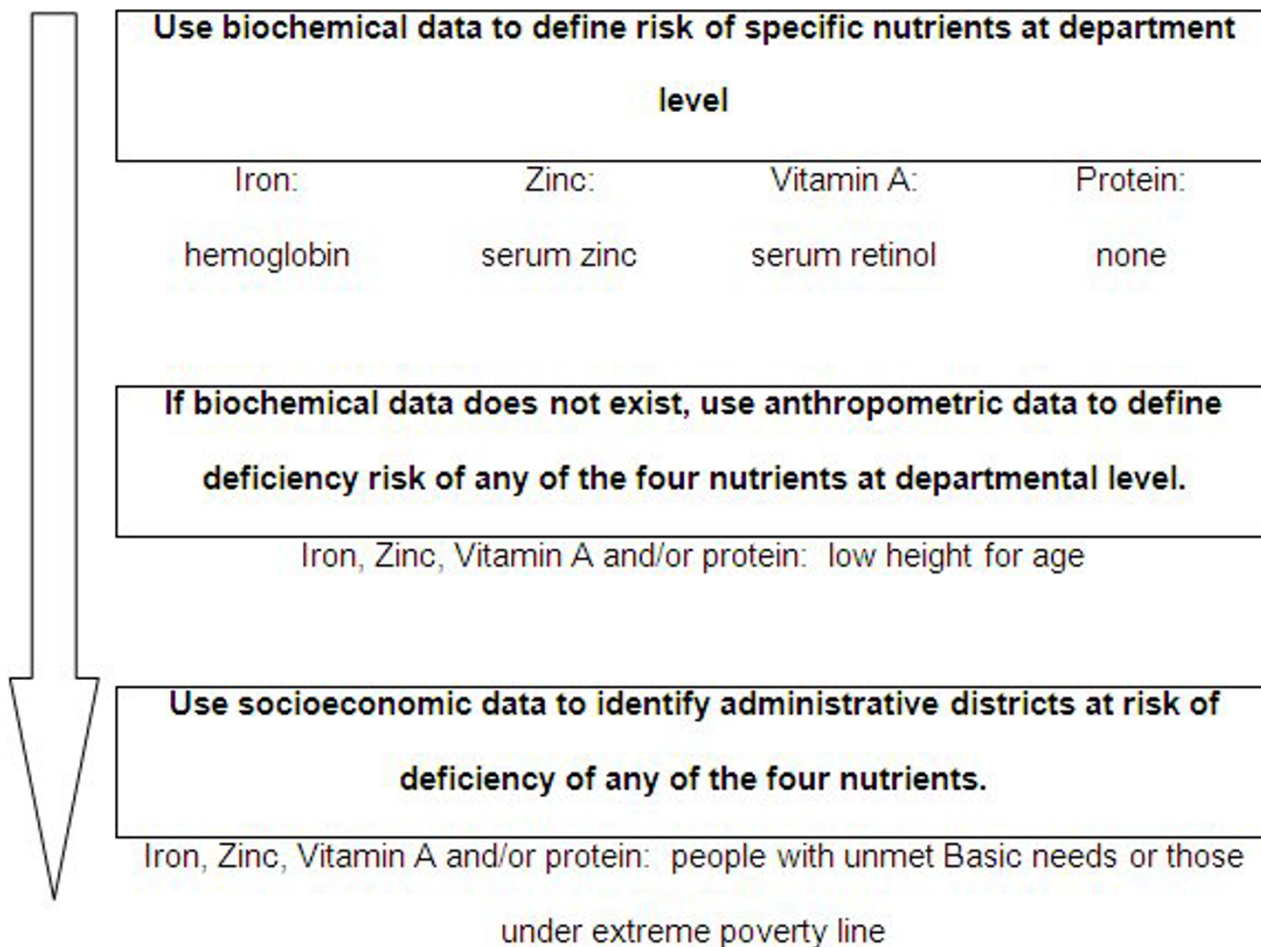 Use biochemical data to define risk of specific nutrients at department
level
Iron: Zinc: Vitamin A: Protein:
hemoglobin serum zinc serum retinol none
If biochemical data does not exist, use anthropometric data to define
deficiency risk of any of the four nutrients at departmental level.
Iron, Zinc, Vitamin A and/or protein: low height for age
Use socioeconomic data to identify administrative districts at risk of
deficiency of any of the four nutrients.
Iron, Zinc, Vitamin A and/or protein: people with unmet Basic needs or those
under extreme poverty line